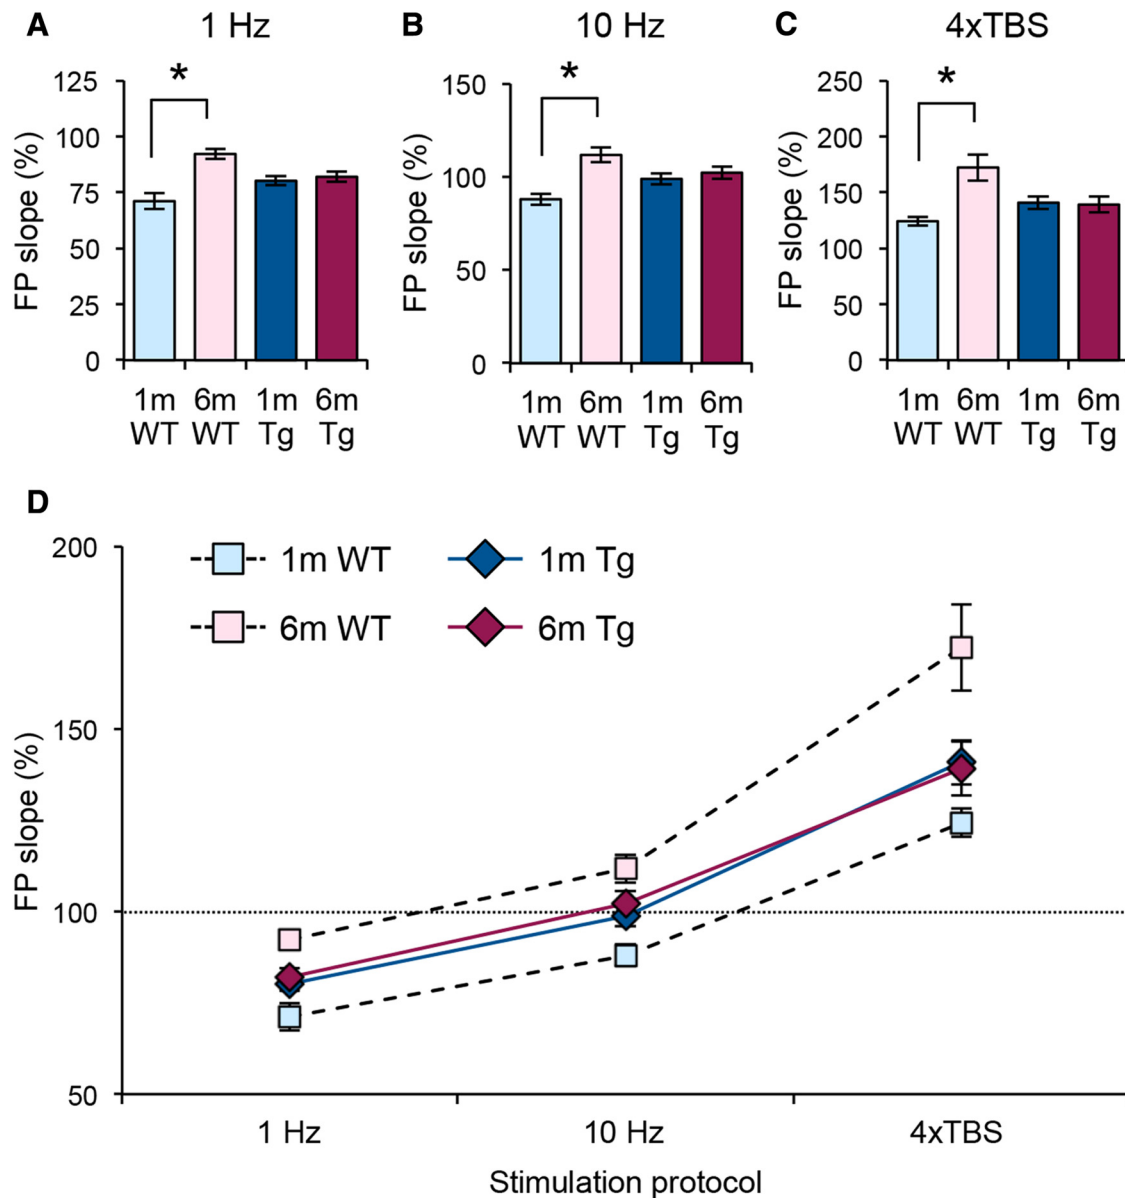 A
1 Hz
B
10 Hz
C
4xTBS
FP slope (%)
125
100
75
50
25
0
*
1m
WT
6m
WT
1m
Tg
6m
Tg
FP slope (%)
150
100
50
0
*
1m
WT
6m
WT
1m
Tg
6m
Tg
FP slope (%)
250
200
150
100
50
0
*
1m
WT
6m
WT
1m
Tg
6m
Tg
D
FP slope (%)
200
150
100
50
1m WT
1m Tg
6m WT
6m Tg
1 Hz
10 Hz
4xTBS
Stimulation protocol